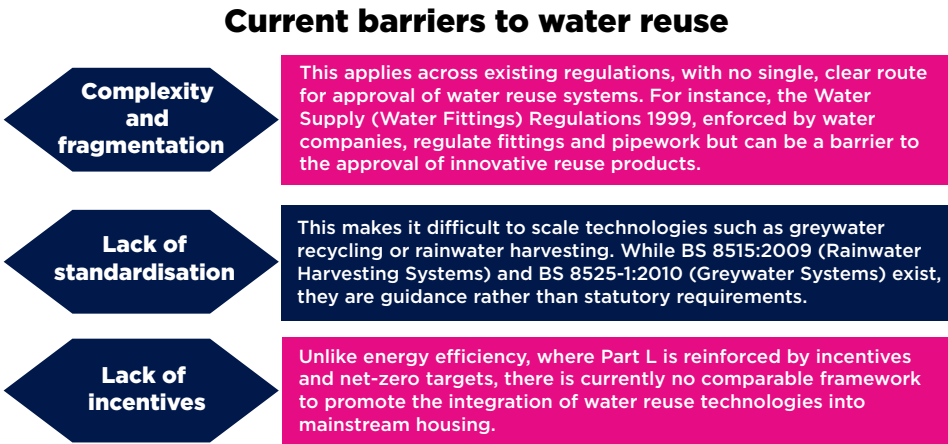 Current barriers to water reuse
Complexity
and
fragmentation
This applies across existing regulations, with no single, clear route
for approval of water reuse systems. For instance, the Water
Supply (Water Fittings) Regulations 1999, enforced by water
companies, regulate fittings and pipework but can be a barrier to
the approval of innovative reuse products.
Lack of
standardisation
This makes it difficult to scale technologies such as greywater
recycling or rainwater harvesting. While BS 8515:2009 (Rainwater
Harvesting Systems) and BS 8525-1:2010 (Greywater Systems) exist,
they are guidance rather than statutory requirements.
Lack of
incentives
Unlike energy efficiency, where Part L is reinforced by incentives
and net-zero targets, there is currently no comparable framework
to promote the integration of water reuse technologies into
mainstream housing.